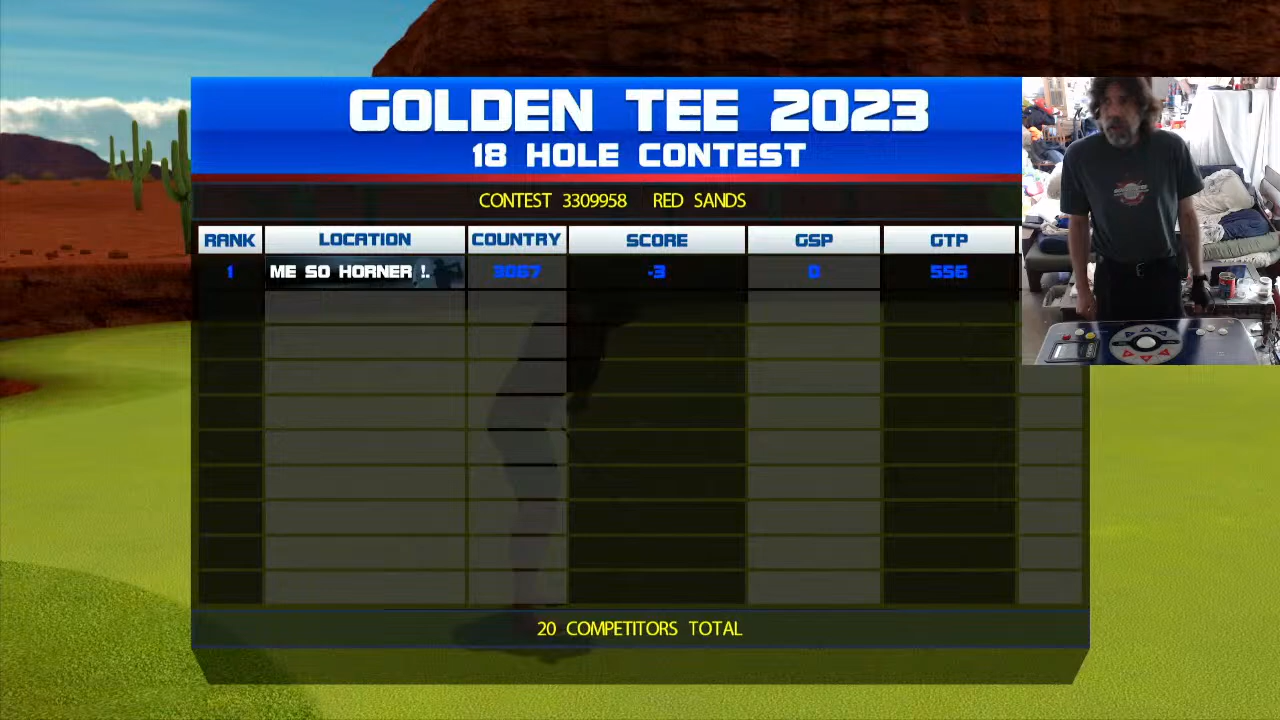 GOLDEN TEE 2023
18 HOLE CONTEST
CONTEST 3309958 RED SANDS
RANK LOCATION COUNTRY SCORE GSP GTP
1 ME SO HORNER !. 3067 -3 0 556
20 COMPETITORS TOTAL